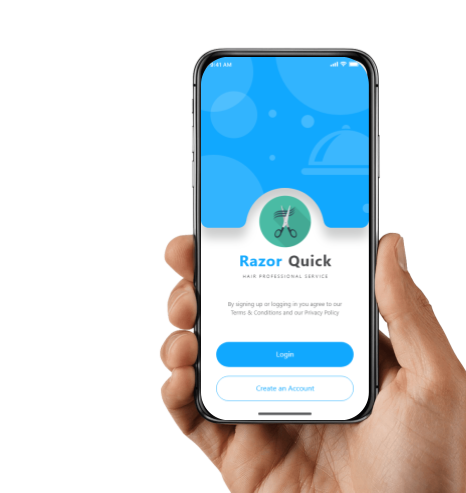 9:41 AM
Razor Quick
HAIR PROFESSIONAL SERVICE
By signing up or logging in you agree to our
Terms & Conditions and our Privacy Policy
Login
Create an Account